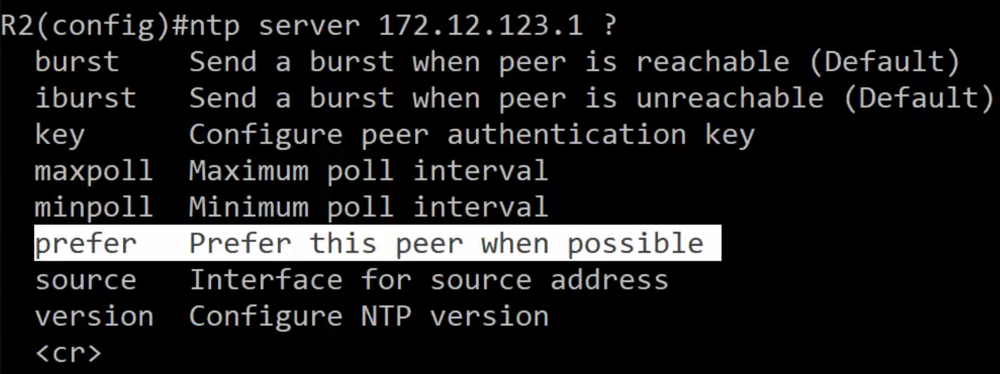 R2(config)#ntp server 172.12.123.1 ?
burst Send a burst when peer is reachable (Default)
iburst Send a burst when peer is unreachable (Default)
key Configure peer authentication key
maxpoll Maximum poll interval
minpoll Minimum poll interval
prefer Prefer this peer when possible
source Interface for source address
version Configure NTP version
<cr>